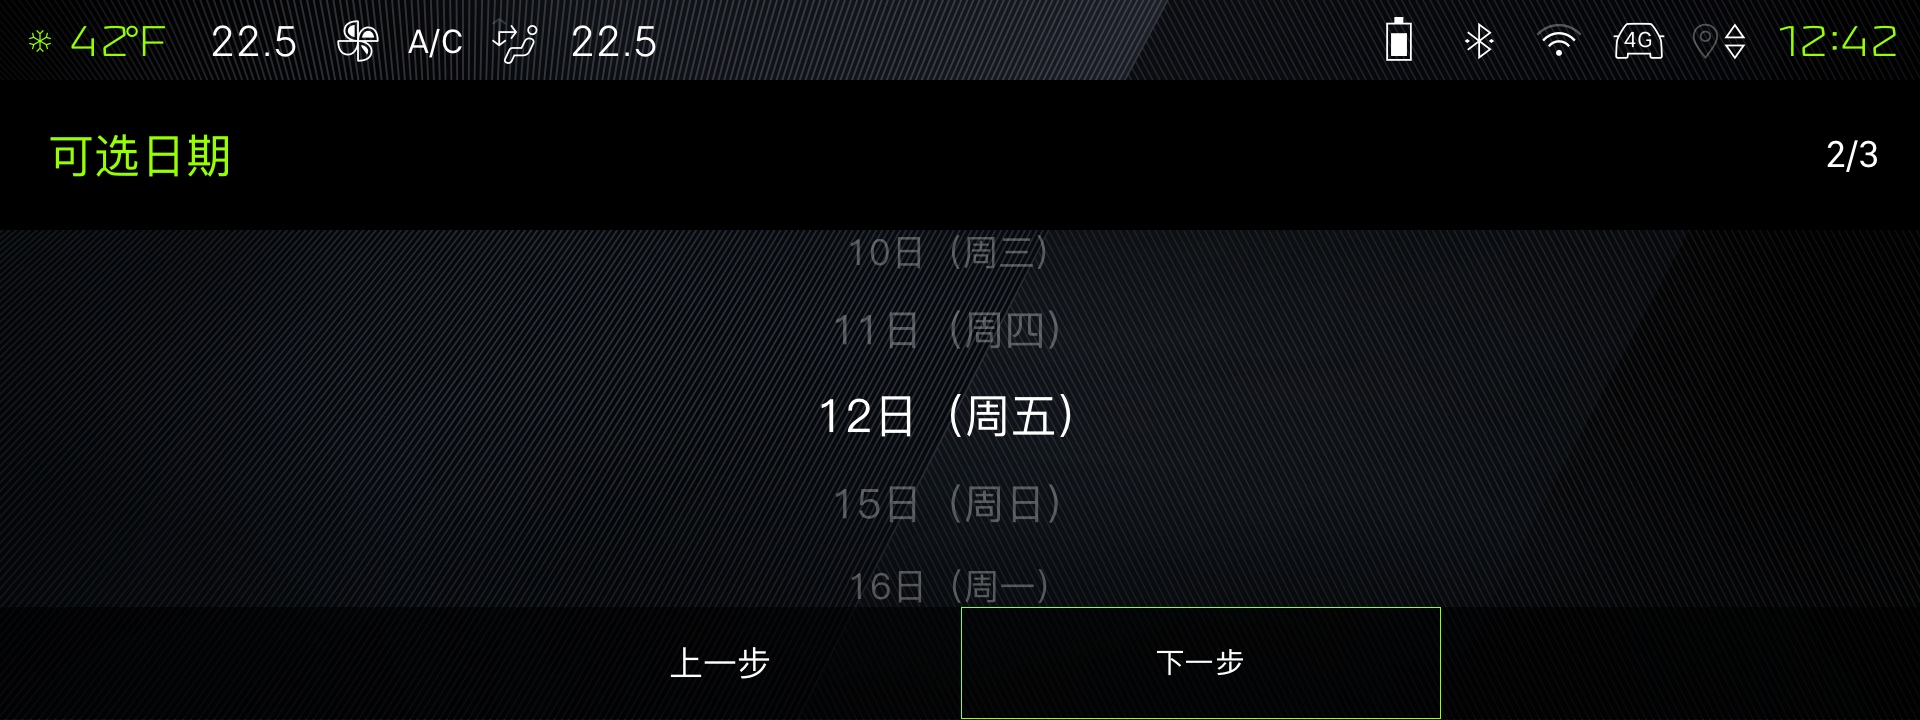 42°F 22.5 A/C 22.5 4G 12:42
可选日期 2/3
10日（周三）
11日（周四）
12日（周五）
15日（周日）
16日（周一）
上一步 下一步